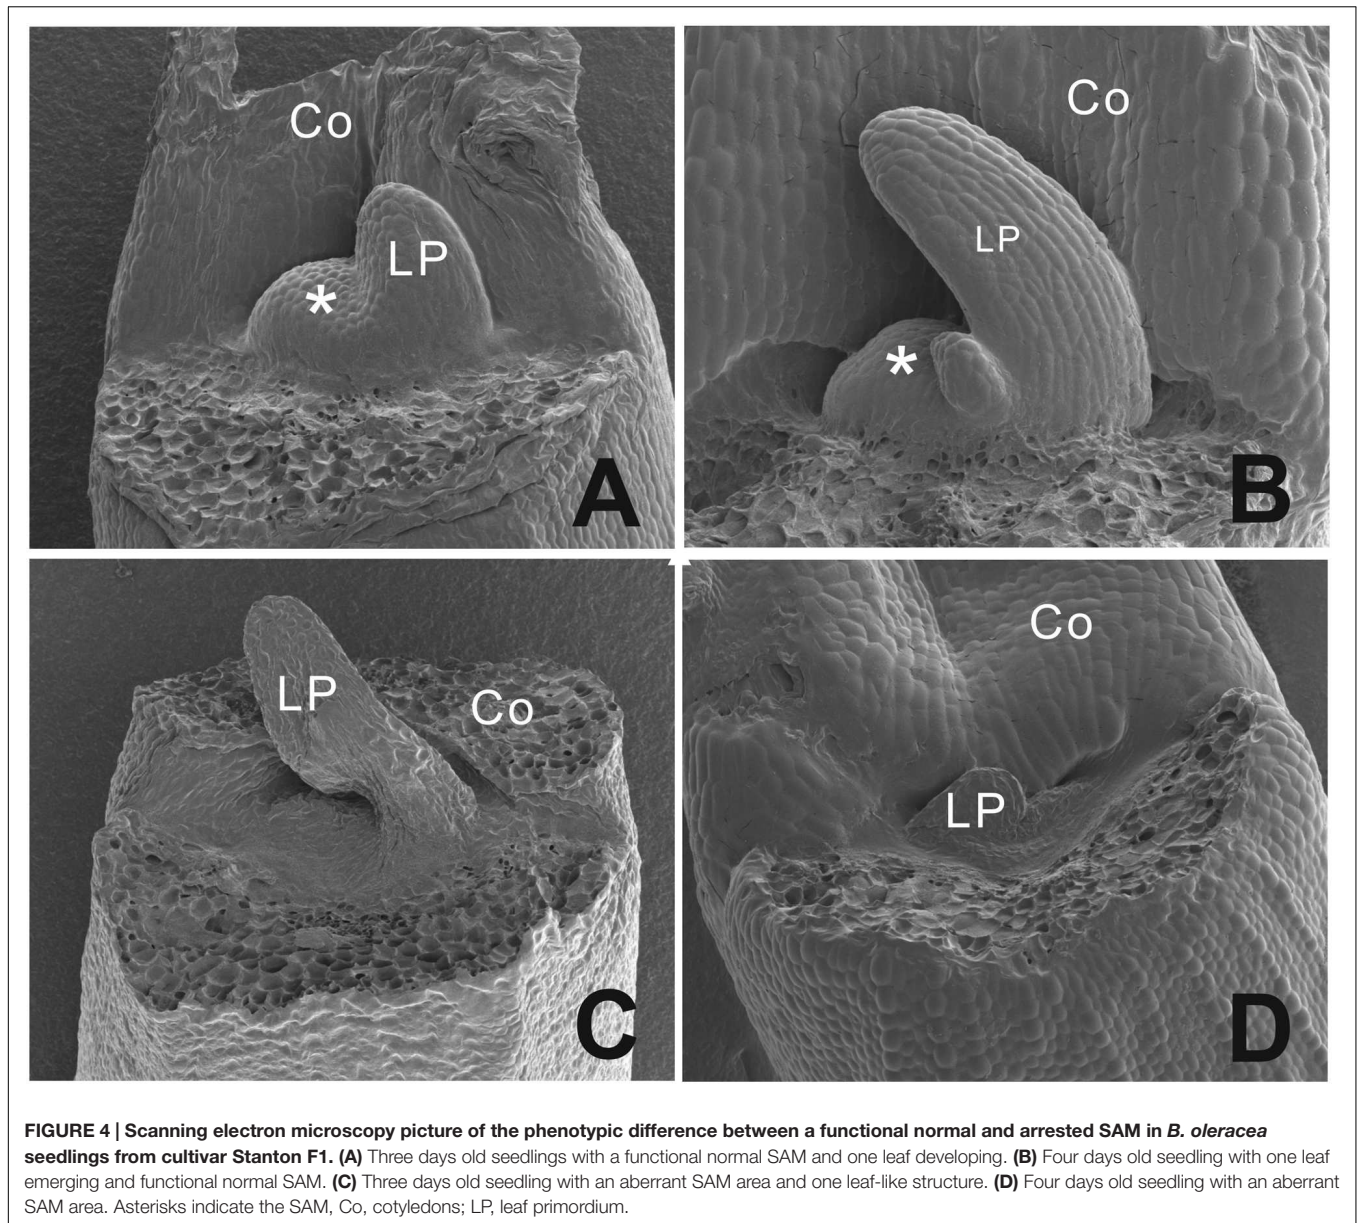 Co
LP
*
A
Co
LP
*
B
LP
Co
C
Co
LP
D
FIGURE 4 | Scanning electron microscopy picture of the phenotypic difference between a functional normal and arrested SAM in B. oleracea
seedlings from cultivar Stanton F1. (A) Three days old seedlings with a functional normal SAM and one leaf developing. (B) Four days old seedling with one leaf
emerging and functional normal SAM. (C) Three days old seedling with an aberrant SAM area and one leaf-like structure. (D) Four days old seedling with an aberrant
SAM area. Asterisks indicate the SAM, Co, cotyledons; LP, leaf primordium.